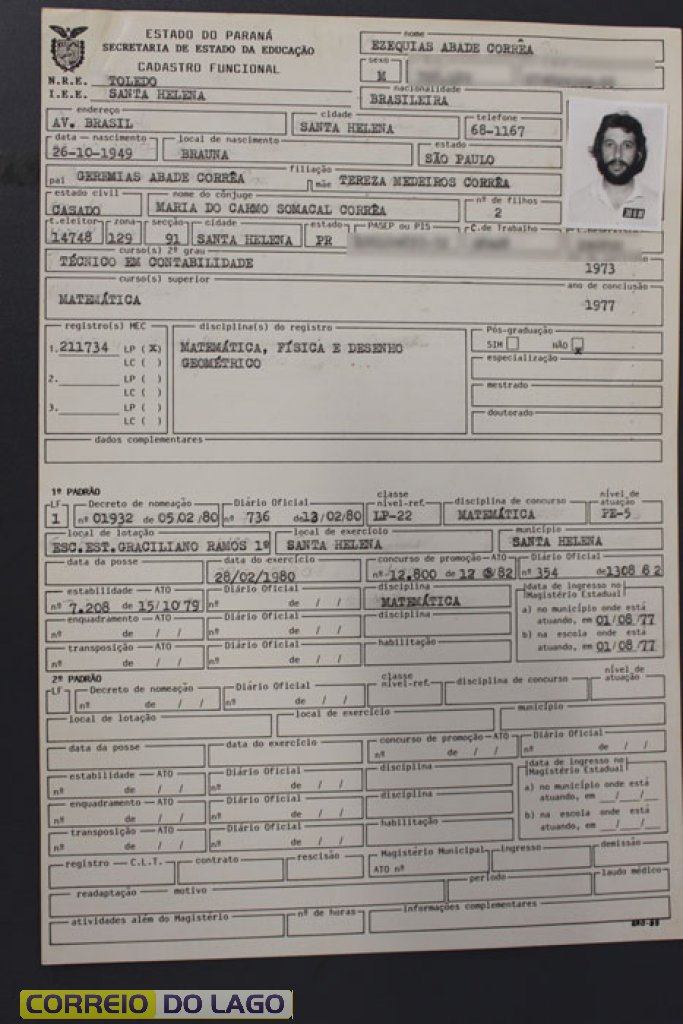 ESTADO DO PARANÁ
SECRETARIA DE ESTADO DA EDUCAÇÃO
CADASTRO FUNCIONAL
N.R.E. TOLEDO
I.E.E. SANTA HELENA
nome
EZEQUIAS ABADE CORRÊA
sexo
M
nacionalidade
BRASILEIRA
endereço cidade telefone
AV. BRASIL SANTA HELENA 68-1167
data - nascimento local de nascimento estado
26-10-1949 BRAUNA SÃO PAULO
filiação
pai GEREMIAS ABADE CORRÊA mãe TEREZA MEDEIROS CORRÊA
estado civil nome do cônjuge nº de filhos
CASADO MARIA DO CARMO SOMACAL CORRÊA 2
t.eleitor zona secção cidade estado PASEP ou PIS C.de Trabalho
14748 129 91 SANTA HELENA PR
curso(s) 2º grau
TÉCNICO EM CONTABILIDADE 1973
curso(s) superior ano de conclusão
MATEMÁTICA 1977
registro(s) MEC disciplina(s) do registro Pós-graduação
1. 211734 LP (x) MATEMÁTICA, FÍSICA E DESENHO SIM NÃO x
LC ( ) GEOMÉTRICO especialização
2. LP ( )
LC ( ) mestrado
3. LP ( )
LC ( ) doutorado
dados complementares
1º PADRÃO
LF Decreto de nomeação Diário Oficial classe nível-ref. disciplina de concurso nível de atuação
1 nº 01932 de 05/02/80 nº 736 de 13/02/80 LP-22 MATEMÁTICA PE-5
local de lotação local de exercício município
ESC.EST.GRACILIANO RAMOS 1º SANTA HELENA SANTA HELENA
data da posse data do exercício concurso de promoção-ATO Diário Oficial
28/02/1980 nº 12.800 de 12 8/82 nº 354 de 1308 82
estabilidade - ATO Diário Oficial disciplina data de ingresso no Magistério Estadual
nº 7.208 de 15/10 79 nº de / / MATEMÁTICA a) no município onde está
enquadramento - ATO Diário Oficial disciplina atuando, em 01/08/77
nº de / / nº de / / b) na escola onde está
transposição - ATO Diário Oficial habilitação atuando, em 01/08/77
nº de / / nº de / /
2º PADRÃO
LF Decreto de nomeação Diário Oficial classe nível-ref. disciplina de concurso nível de atuação
nº de / / nº de / /
local de lotação local de exercício município
data da posse data do exercício concurso de promoção-ATO Diário Oficial
nº de / / nº de / /
estabilidade - ATO Diário Oficial disciplina data de ingresso no Magistério Estadual
nº de / / nº de / / a) no município onde está
enquadramento - ATO Diário Oficial disciplina atuando, em __/__/__
nº de / / nº de / / b) na escola onde está
transposição - ATO Diário Oficial habilitação atuando, em __/__/__
nº de / / nº de / /
registro - C.L.T. contrato rescisão Magistério Municipal ingresso demissão
ATO nº
readaptação - motivo período laudo médico
atividades além do Magistério nº de horas informações complementares
CORREIO DO LAGO